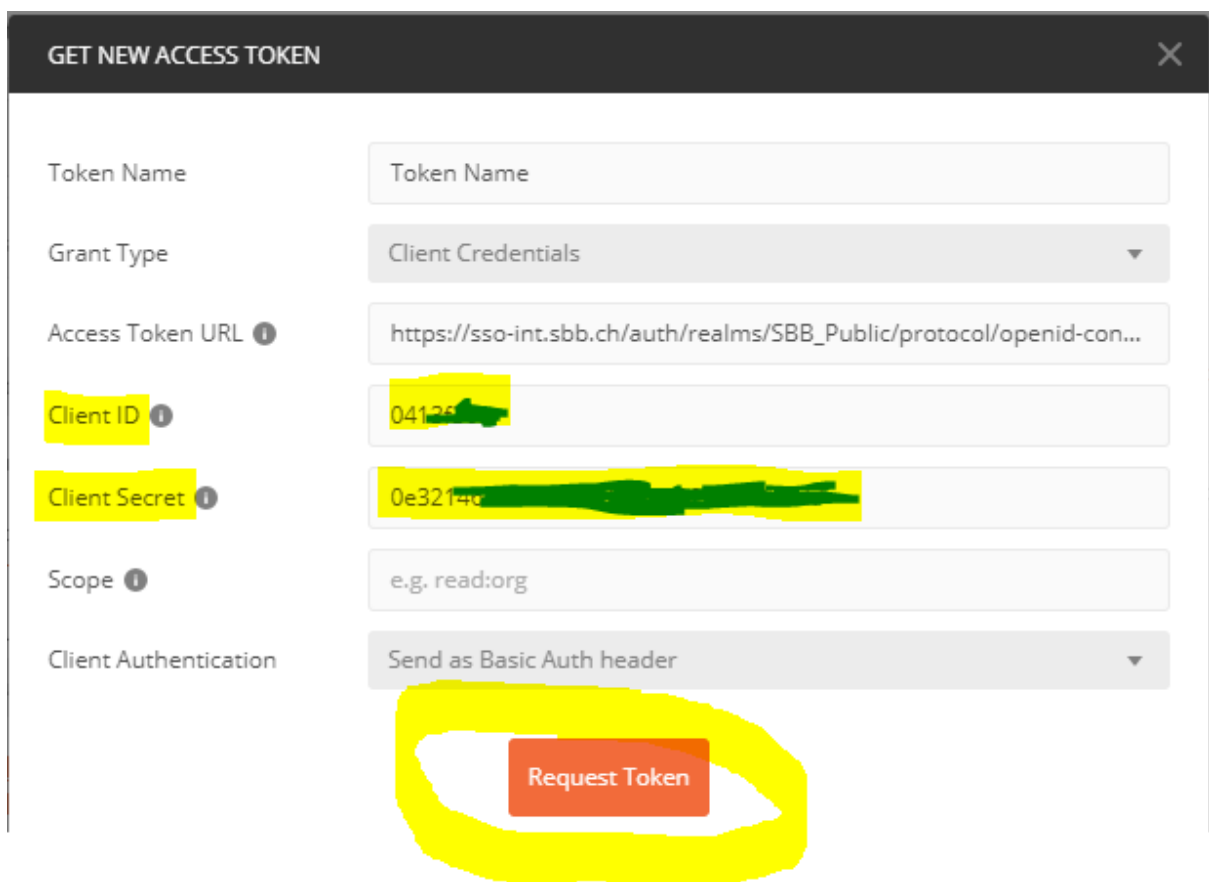 GET NEW ACCESS TOKEN
Token Name Token Name
Grant Type Client Credentials
Access Token URL https://sso-int.sbb.ch/auth/realms/SBB_Public/protocol/openid-con...
Client ID
Client Secret
Scope e.g. read:org
Client Authentication Send as Basic Auth header
Request Token